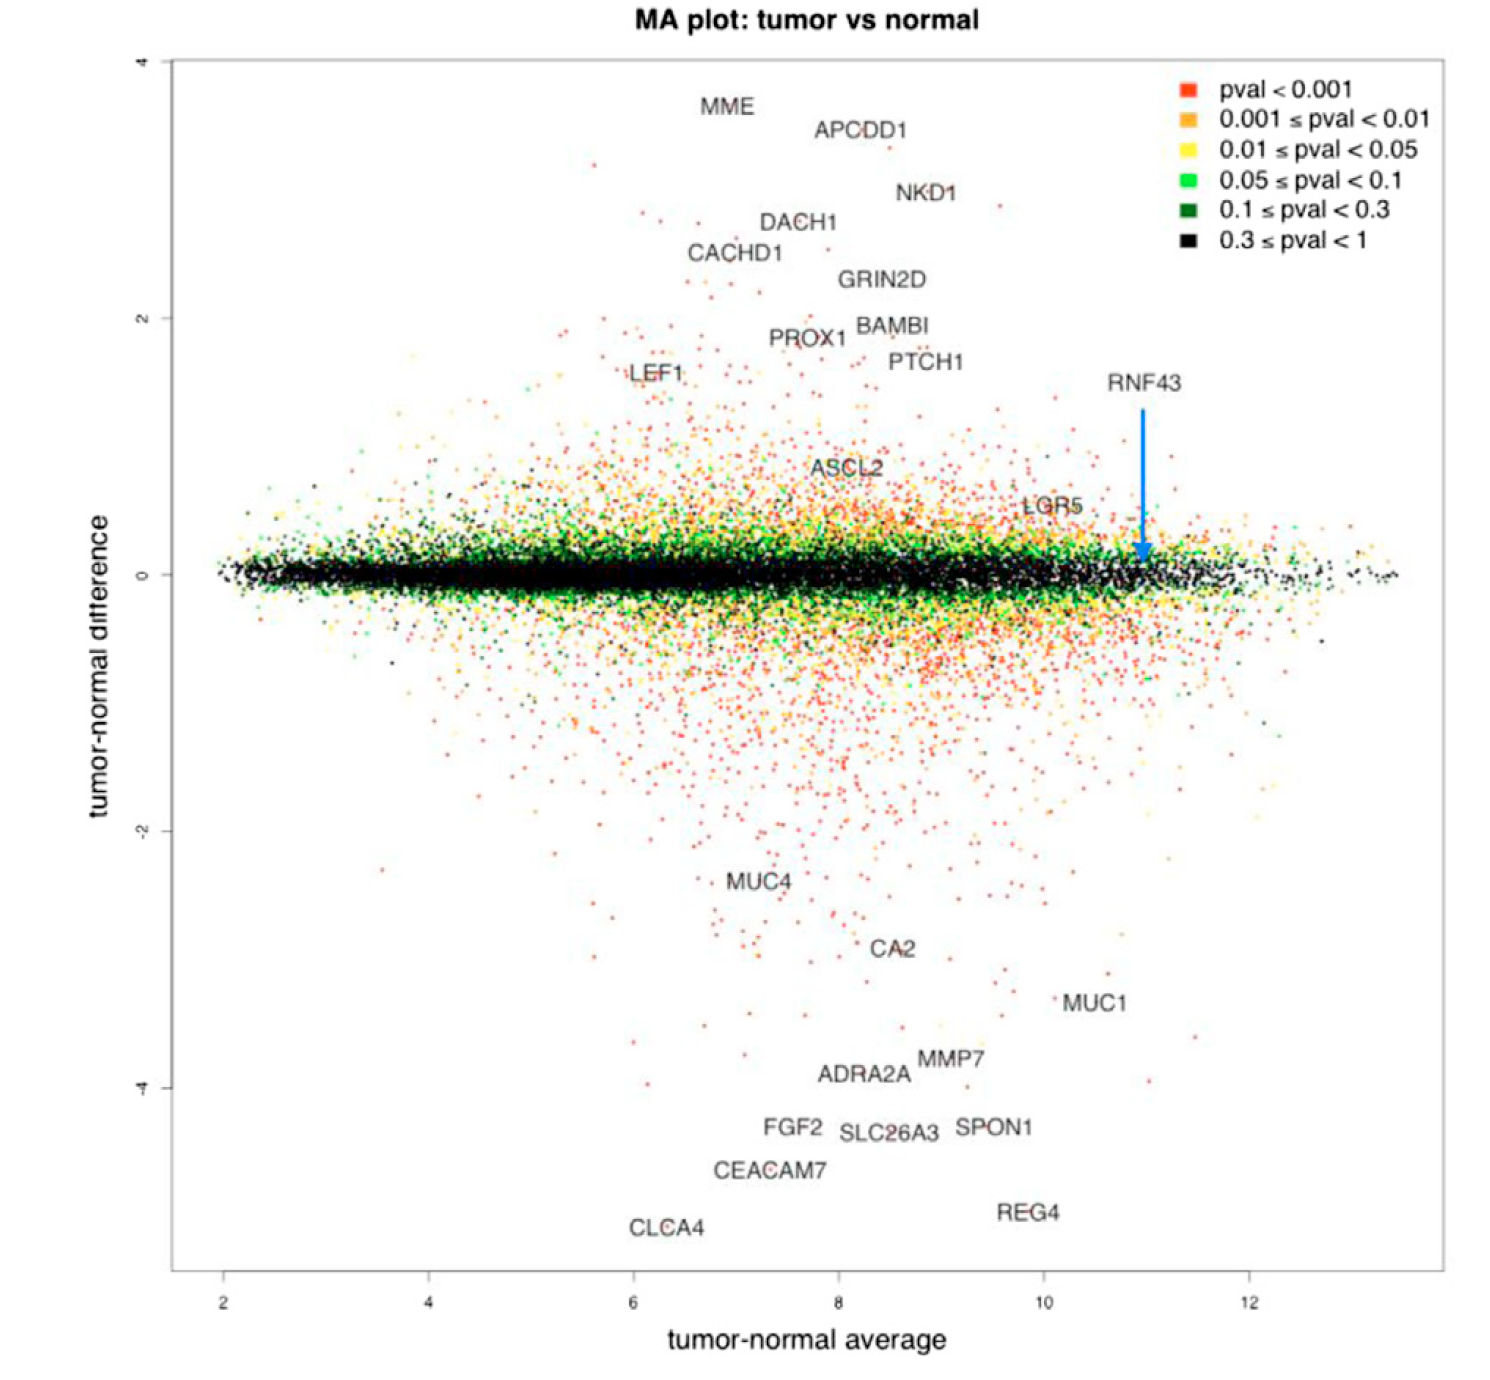 MA plot: tumor vs normal
pval < 0.001
0.001 ≤ pval < 0.01
0.01 ≤ pval < 0.05
0.05 ≤ pval < 0.1
0.1 ≤ pval < 0.3
0.3 ≤ pval < 1
MME
APCDD1
NKD1
DACH1
CACHD1
GRIN2D
BAMBI
PROX1
PTCH1
LEF1
RNF43
ASCL2
LGR5
MUC4
CA2
MUC1
MMP7
ADRA2A
FGF2
SLC26A3
SPON1
CEACAM7
REG4
CLCA4
4
2
0
-2
-4
tumor-normal difference
2 4 6 8 10 12
tumor-normal average